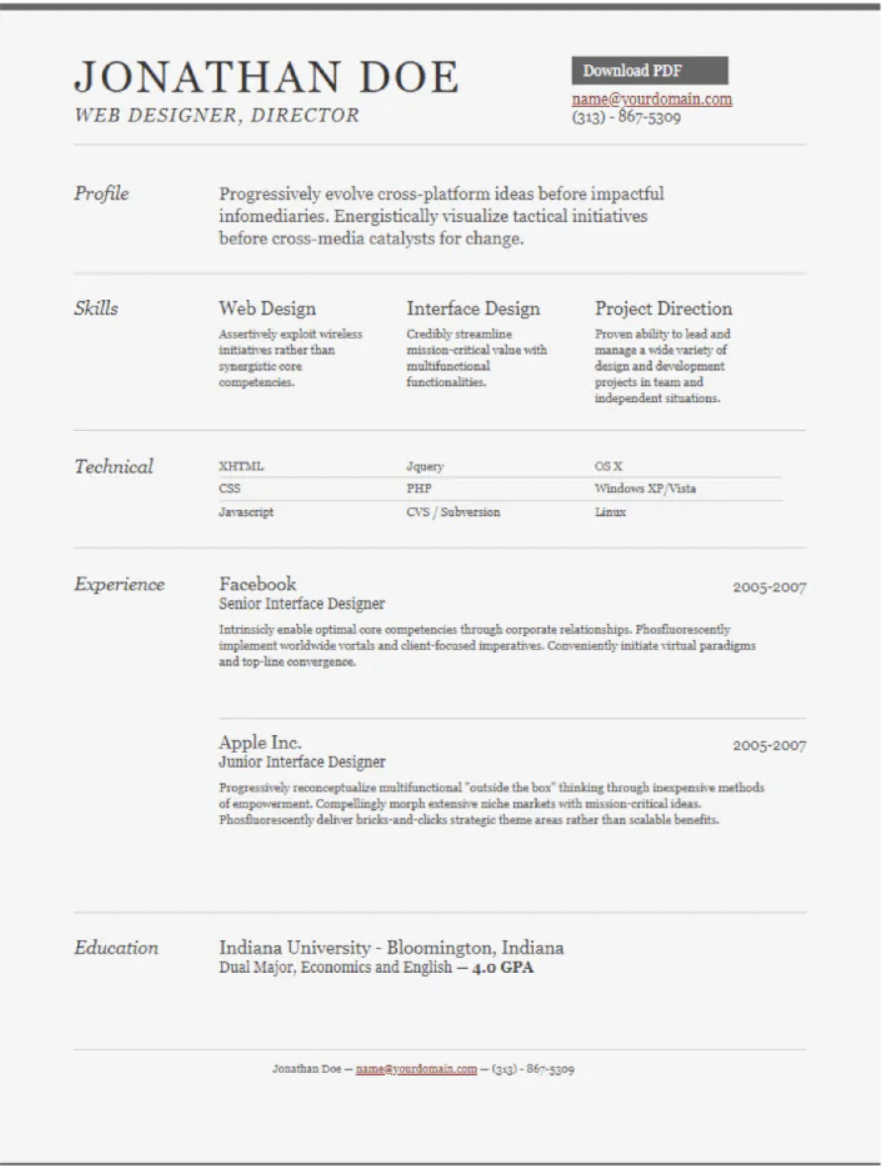 JONATHAN DOE
WEB DESIGNER, DIRECTOR
Download PDF
name@yourdomain.com
(313) - 867-5309
Profile
Progressively evolve cross-platform ideas before impactful
infomediaries. Energistically visualize tactical initiatives
before cross-media catalysts for change.
Skills
Web Design
Assertively exploit wireless
initiatives rather than
synergistic core
competencies.
Interface Design
Credibly streamline
mission-critical value with
multifunctional
functionalities.
Project Direction
Proven ability to lead and
manage a wide variety of
design and development
projects in team and
independent situations.
Technical
XHTML Jquery OS X
CSS PHP Windows XP/Vista
Javascript CVS / Subversion Linux
Experience
Facebook 2005-2007
Senior Interface Designer
Intrinsicly enable optimal core competencies through corporate relationships. Phosfluorescently
implement worldwide vortals and client-focused imperatives. Conveniently initiate virtual paradigms
and top-line convergence.
Apple Inc. 2005-2007
Junior Interface Designer
Progressively reconceptualize multifunctional "outside the box" thinking through inexpensive methods
of empowerment. Compellingly morph extensive niche markets with mission-critical ideas.
Phosfluorescently deliver bricks-and-clicks strategic theme areas rather than scalable benefits.
Education
Indiana University - Bloomington, Indiana
Dual Major, Economics and English — 4.0 GPA
Jonathan Doe — name@yourdomain.com — (313) - 867-5309